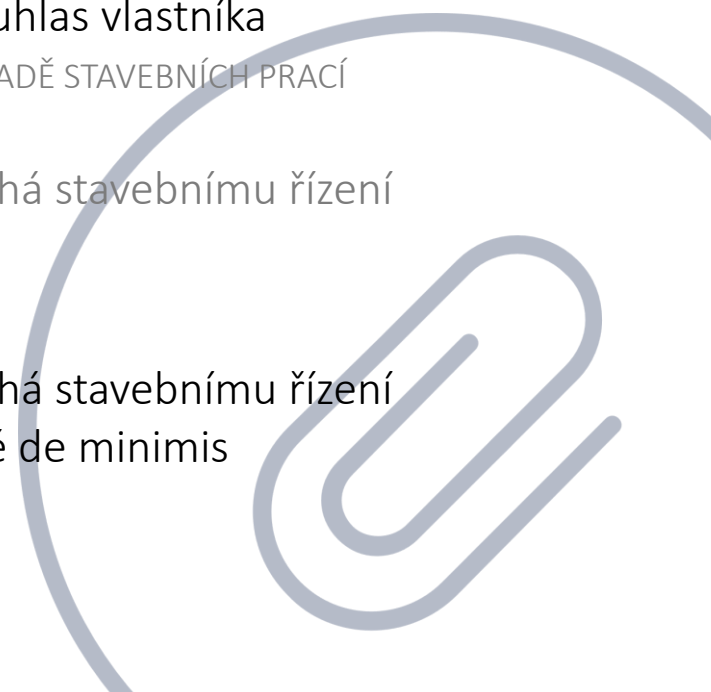 uhlas vlastníka
ADĚ STAVEBNÍCH PRACÍ
há stavebnímu řízení
há stavebnímu řízení
é de minimis